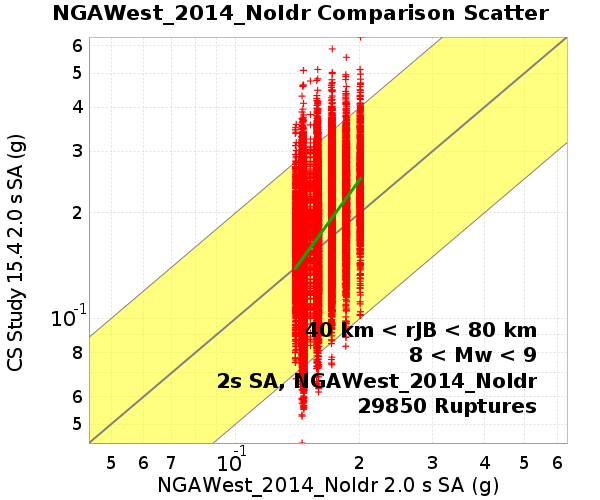 NGAWest_2014_NoIdr Comparison Scatter
6
5
4
3
2
10^-1
8
6
5
CS Study 15.4 2.0 s SA (g)
40 km < rJB < 80 km
8 < Mw < 9
2s SA, NGAWest_2014_NoIdr
29850 Ruptures
5 6 7 10^-1 2 3 4 5 6
NGAWest_2014_NoIdr 2.0 s SA (g)